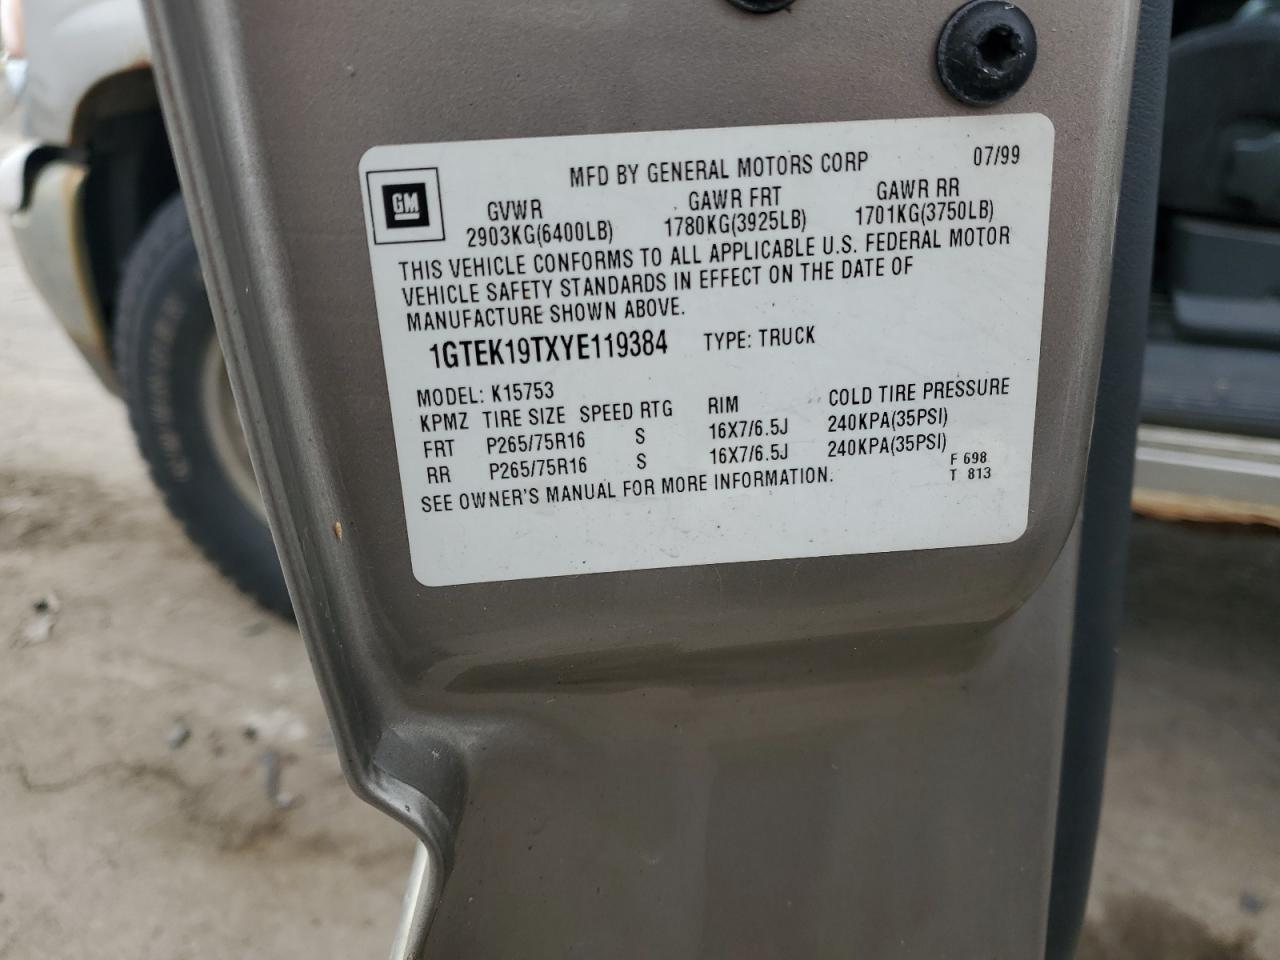 MFD BY GENERAL MOTORS CORP 07/99
GM
GVWR GAWR FRT GAWR RR
2903KG(6400LB) 1780KG(3925LB) 1701KG(3750LB)
THIS VEHICLE CONFORMS TO ALL APPLICABLE U.S. FEDERAL MOTOR
VEHICLE SAFETY STANDARDS IN EFFECT ON THE DATE OF
MANUFACTURE SHOWN ABOVE.
1GTEK19TXYE119384 TYPE: TRUCK
MODEL: K15753
KPMZ TIRE SIZE SPEED RTG RIM COLD TIRE PRESSURE
FRT P265/75R16 S 16X7/6.5J 240KPA(35PSI)
RR P265/75R16 S 16X7/6.5J 240KPA(35PSI)
SEE OWNER'S MANUAL FOR MORE INFORMATION.
F 698
T 813